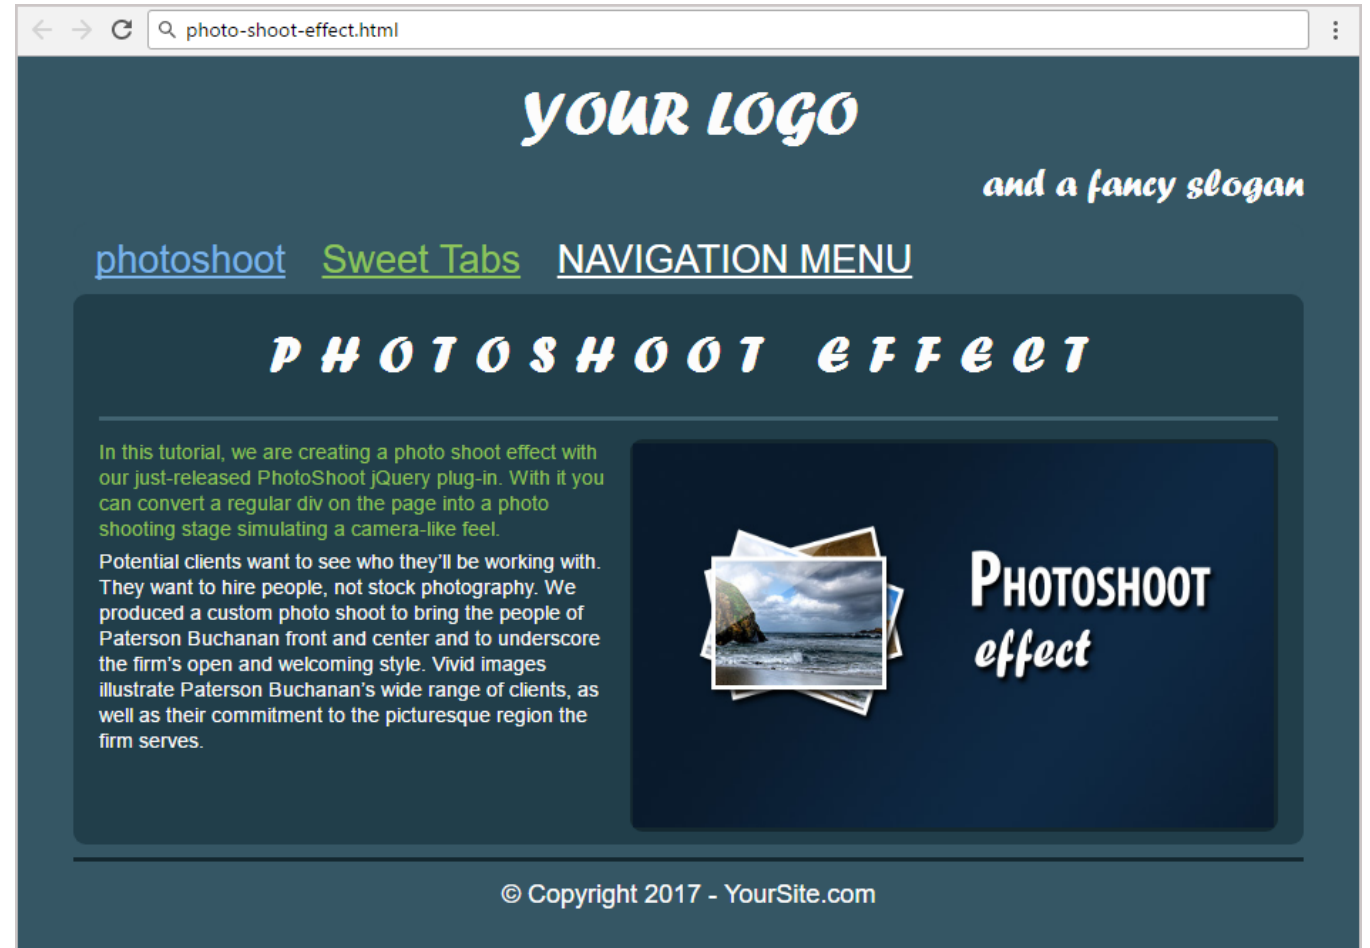 photo-shoot-effect.html
YOUR LOGO
and a fancy slogan
photoshoot Sweet Tabs NAVIGATION MENU
PHOTOSHOOT EFFECT
In this tutorial, we are creating a photo shoot effect with
our just-released PhotoShoot jQuery plug-in. With it you
can convert a regular div on the page into a photo
shooting stage simulating a camera-like feel.
Potential clients want to see who they’ll be working with.
They want to hire people, not stock photography. We
produced a custom photo shoot to bring the people of
Paterson Buchanan front and center and to underscore
the firm’s open and welcoming style. Vivid images
illustrate Paterson Buchanan’s wide range of clients, as
well as their commitment to the picturesque region the
firm serves.
PHOTOSHOOT
effect
© Copyright 2017 - YourSite.com